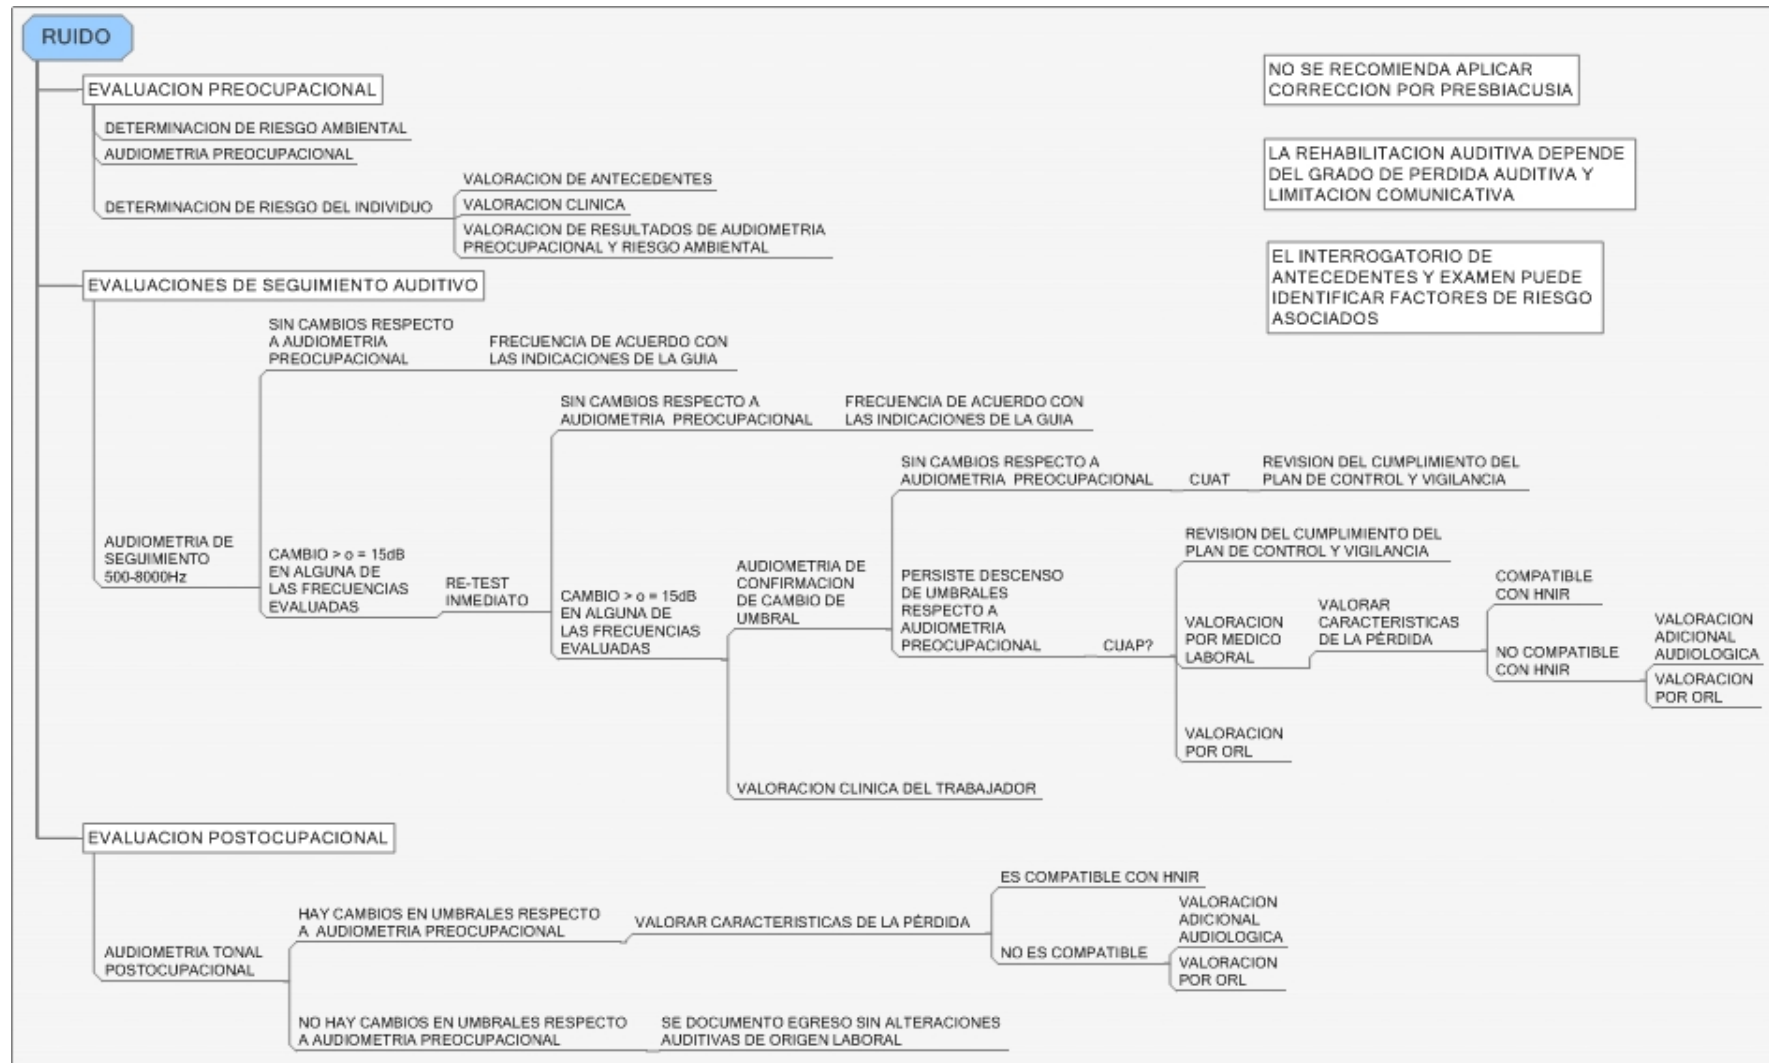 RUIDO
EVALUACION PREOCUPACIONAL
DETERMINACION DE RIESGO AMBIENTAL
AUDIOMETRIA PREOCUPACIONAL
DETERMINACION DE RIESGO DEL INDIVIDUO
VALORACION DE ANTECEDENTES
VALORACION CLINICA
VALORACION DE RESULTADOS DE AUDIOMETRIA
PREOCUPACIONAL Y RIESGO AMBIENTAL
NO SE RECOMIENDA APLICAR
CORRECCION POR PRESBIACUSIA
LA REHABILITACION AUDITIVA DEPENDE
DEL GRADO DE PERDIDA AUDITIVA Y
LIMITACION COMUNICATIVA
EL INTERROGATORIO DE
ANTECEDENTES Y EXAMEN PUEDE
IDENTIFICAR FACTORES DE RIESGO
ASOCIADOS
EVALUACIONES DE SEGUIMIENTO AUDITIVO
AUDIOMETRIA DE
SEGUIMIENTO
500-8000Hz
SIN CAMBIOS RESPECTO
A AUDIOMETRIA
PREOCUPACIONAL
FRECUENCIA DE ACUERDO CON
LAS INDICACIONES DE LA GUIA
CAMBIO > o = 15dB
EN ALGUNA DE
LAS FRECUENCIAS
EVALUADAS
RE-TEST
INMEDIATO
SIN CAMBIOS RESPECTO A
AUDIOMETRIA PREOCUPACIONAL
FRECUENCIA DE ACUERDO CON
LAS INDICACIONES DE LA GUIA
CAMBIO > o = 15dB
EN ALGUNA DE
LAS FRECUENCIAS
EVALUADAS
AUDIOMETRIA DE
CONFIRMACION
DE CAMBIO DE
UMBRAL
SIN CAMBIOS RESPECTO A
AUDIOMETRIA PREOCUPACIONAL
CUAT
REVISION DEL CUMPLIMIENTO DEL
PLAN DE CONTROL Y VIGILANCIA
PERSISTE DESCENSO
DE UMBRALES
RESPECTO A
AUDIOMETRIA
PREOCUPACIONAL
CUAP?
REVISION DEL CUMPLIMIENTO DEL
PLAN DE CONTROL Y VIGILANCIA
VALORACION
POR MEDICO
LABORAL
VALORAR
CARACTERISTICAS
DE LA PÉRDIDA
COMPATIBLE
CON HNIR
NO COMPATIBLE
CON HNIR
VALORACION
ADICIONAL
AUDIOLOGICA
VALORACION
POR ORL
VALORACION
POR ORL
VALORACION CLINICA DEL TRABAJADOR
EVALUACION POSTOCUPACIONAL
AUDIOMETRIA TONAL
POSTOCUPACIONAL
HAY CAMBIOS EN UMBRALES RESPECTO
A AUDIOMETRIA PREOCUPACIONAL
VALORAR CARACTERISTICAS DE LA PÉRDIDA
ES COMPATIBLE CON HNIR
NO ES COMPATIBLE
VALORACION
ADICIONAL
AUDIOLOGICA
VALORACION
POR ORL
NO HAY CAMBIOS EN UMBRALES RESPECTO
A AUDIOMETRIA PREOCUPACIONAL
SE DOCUMENTO EGRESO SIN ALTERACIONES
AUDITIVAS DE ORIGEN LABORAL